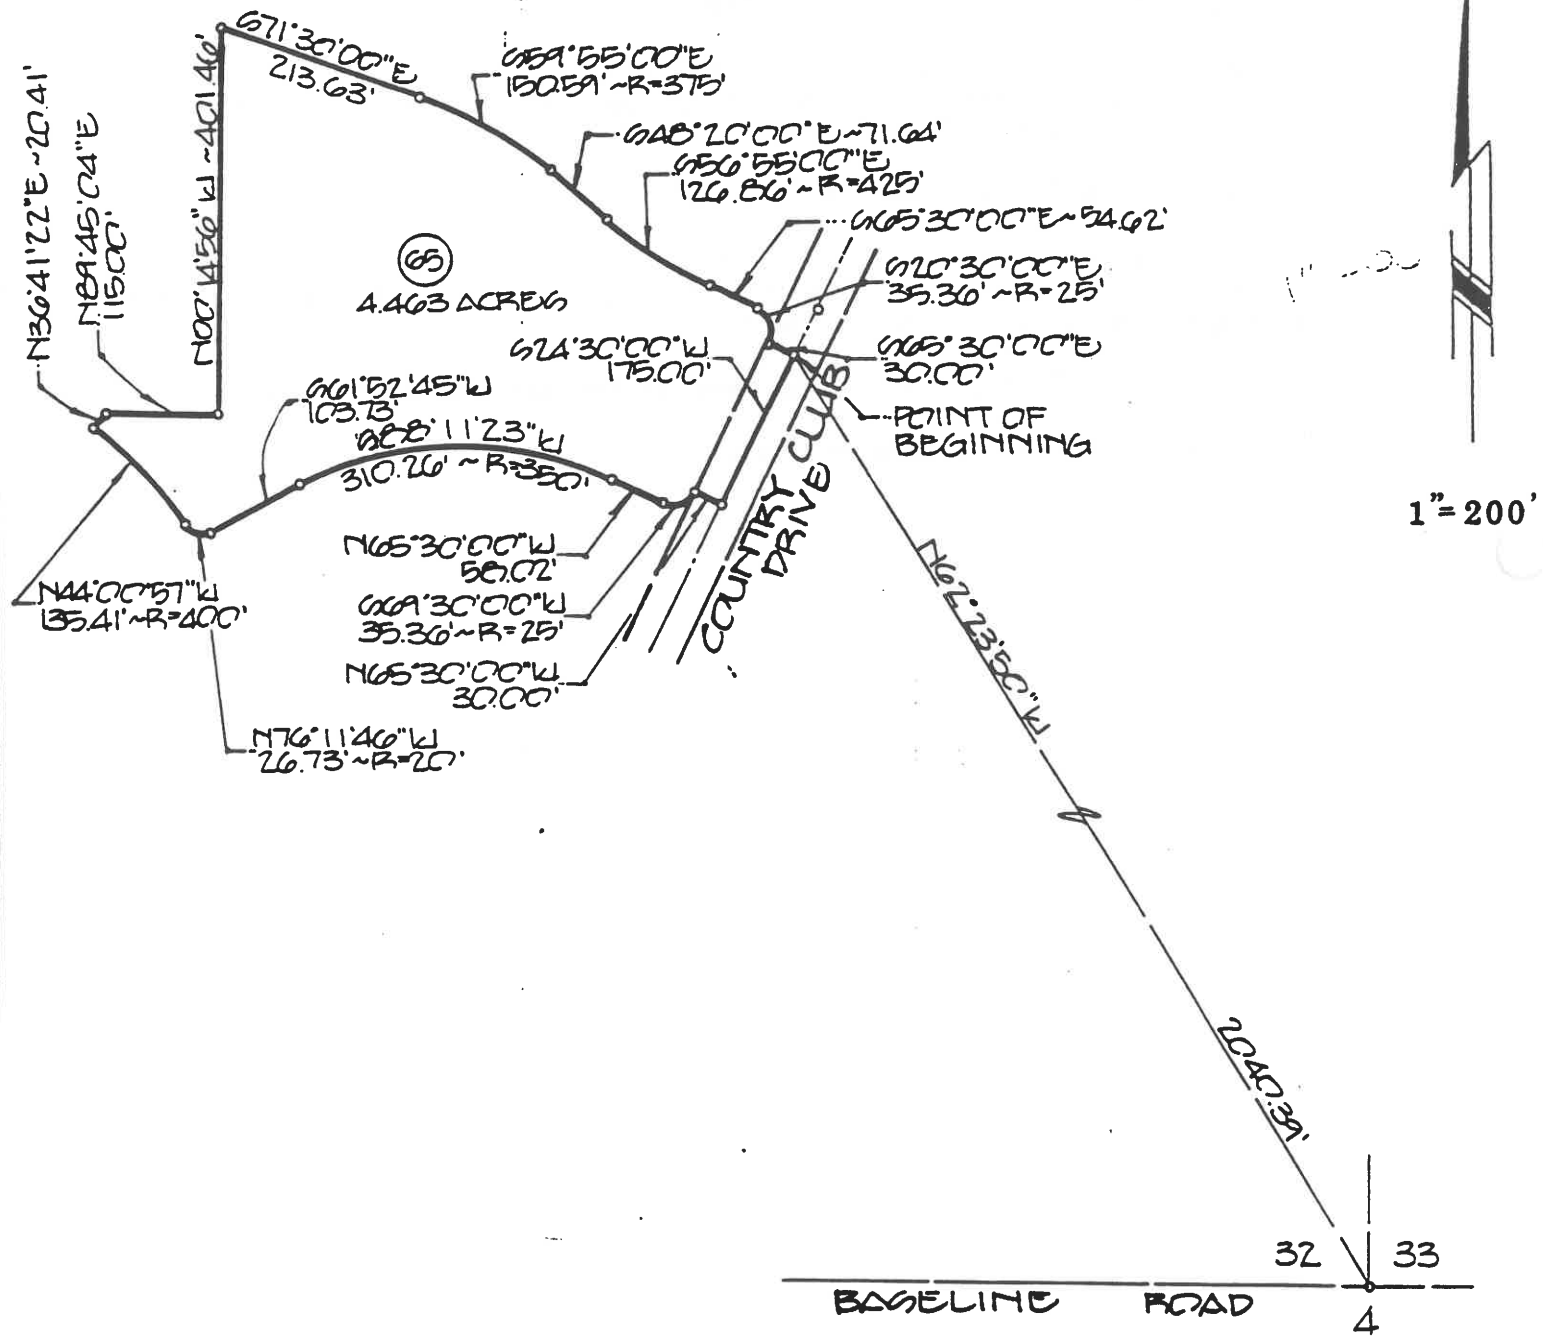 S71°30'00"E
213.63'
S59°55'00"E
150.59'~R=375'
S48°20'00"E~71.64'
S56°55'00"E
126.86'~R=425'
S65°30'00"E~54.62'
S20°30'00"E
35.36'~R=25'
S65°30'00"E
30.00'
POINT OF
BEGINNING
N36°41'22"E~20.41'
N89°45'04"E
115.00'
N00°14'56"W~401.46'
65
4.463 ACRES
S24°30'00"W
175.00'
S61°52'45"W
103.73'
S88°11'23"W
310.26'~R=350'
N65°30'00"W
58.02'
S69°30'00"W
35.36'~R=25'
N65°30'00"W
30.00'
N44°00'57"W
135.41'~R=400'
N76°11'46"W
26.73'~R=20'
COUNTRY CLUB
DRIVE
1"=200'
N62°23'50"W
2040.39'
32
33
BASELINE ROAD
4